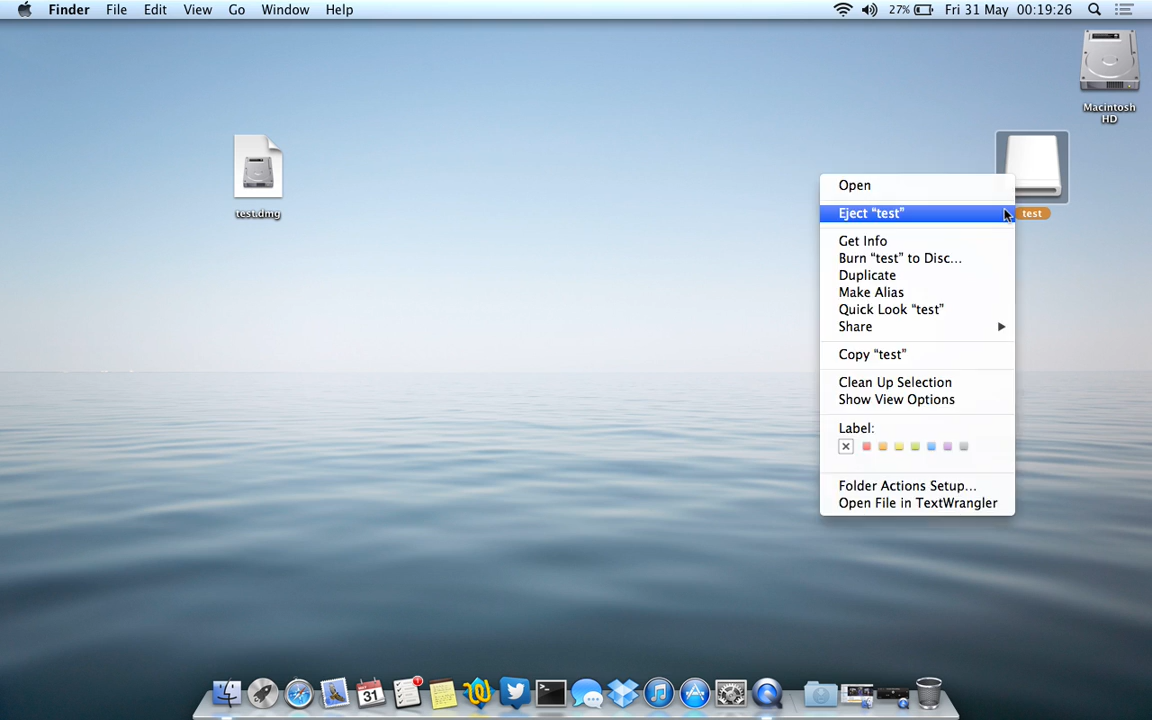 Finder File Edit View Go Window Help 27% Fri 31 May 00:19:26
Macintosh
HD
test.dmg
test
Open
Eject “test”
Get Info
Burn “test” to Disc...
Duplicate
Make Alias
Quick Look “test”
Share
Copy “test”
Clean Up Selection
Show View Options
Label:
Folder Actions Setup...
Open File in TextWrangler
31
1